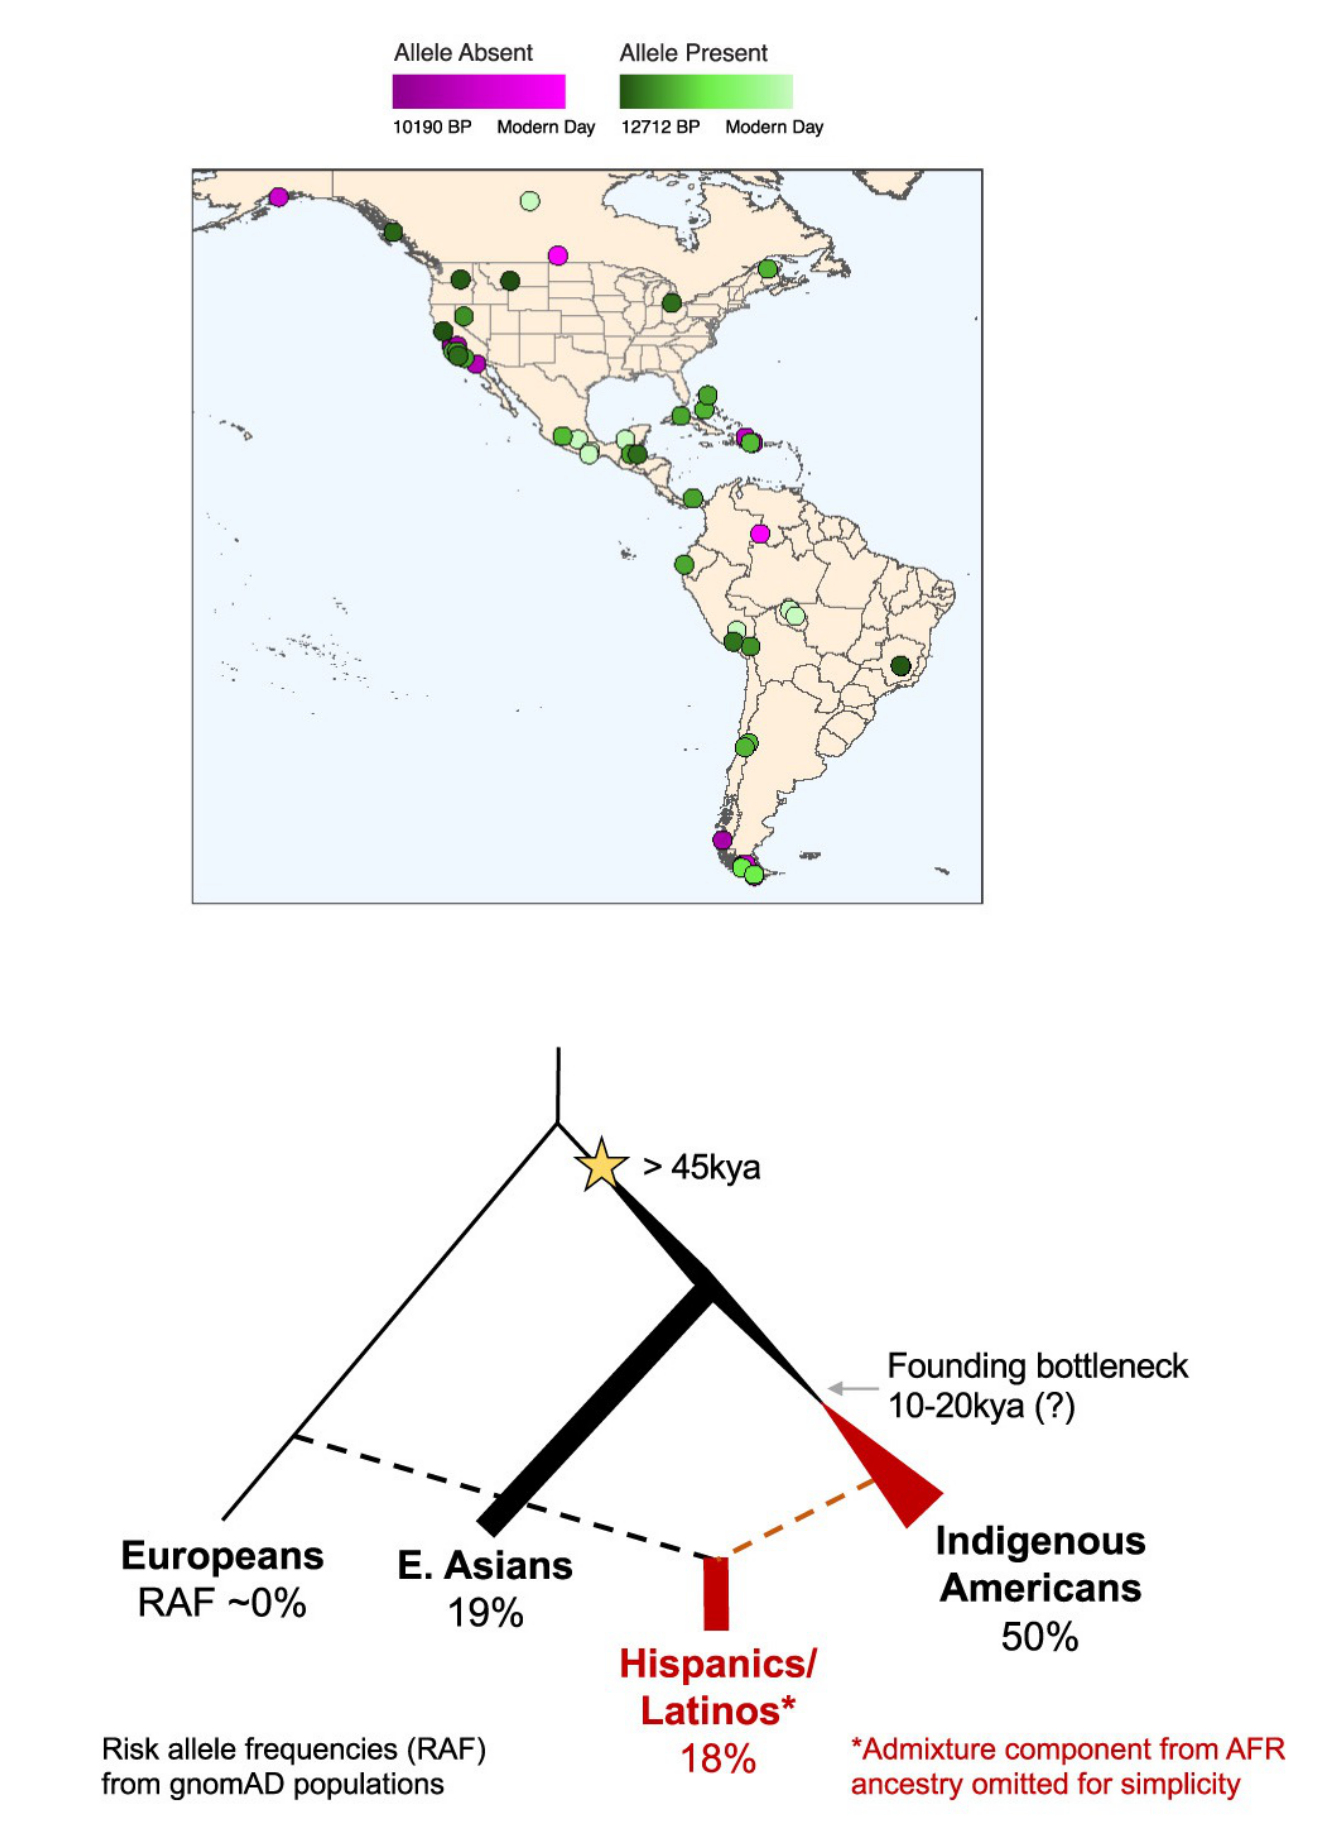 Allele Absent
Allele Present
10190 BP
Modern Day
12712 BP
Modern Day
> 45kya
Founding bottleneck
10-20kya (?)
Europeans
RAF ~0%
E. Asians
19%
Indigenous
Americans
50%
Hispanics/
Latinos*
18%
Risk allele frequencies (RAF)
from gnomAD populations
*Admixture component from AFR
ancestry omitted for simplicity